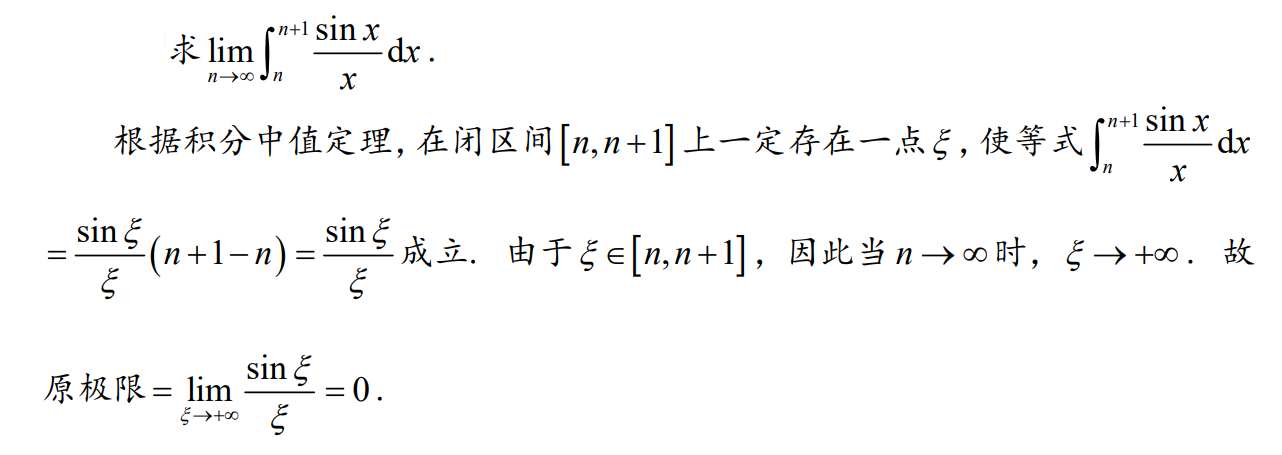 求 $\lim_{n \to \infty} \int_{n}^{n+1} \frac{\sin x}{x} \mathrm{d}x$ .
根据积分中值定理, 在闭区间 $[n, n+1]$ 上一定存在一点 $\xi$ , 使等式 $\int_{n}^{n+1} \frac{\sin x}{x} \mathrm{d}x$
$= \frac{\sin \xi}{\xi} (n+1-n) = \frac{\sin \xi}{\xi}$ 成立. 由于 $\xi \in [n, n+1]$ , 因此当 $n \to \infty$ 时, $\xi \to +\infty$ . 故
原极限 $= \lim_{\xi \to +\infty} \frac{\sin \xi}{\xi} = 0$ .